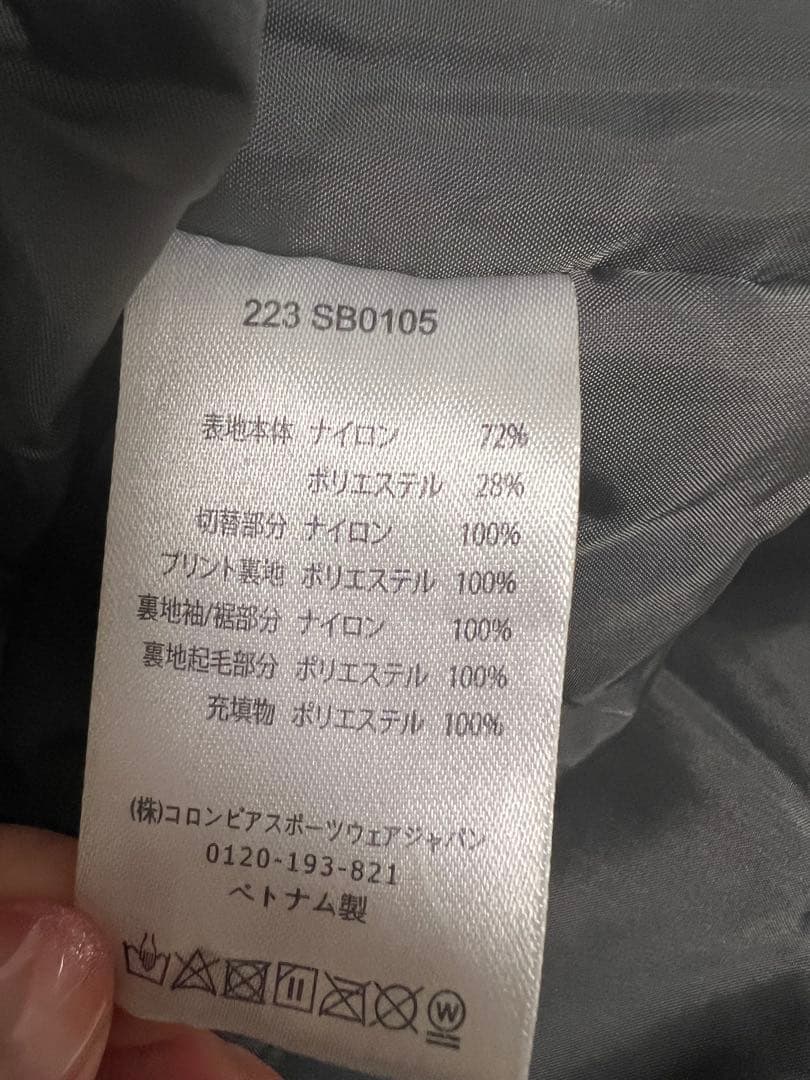 223 SB0105
表地本体 ナイロン 72%
ポリエステル 28%
切替部分 ナイロン 100%
プリント裏地 ポリエステル 100%
裏地袖/裾部分 ナイロン 100%
裏地起毛部分 ポリエステル 100%
充填物 ポリエステル 100%
(株)コロンビアスポーツウェアジャパン
0120-193-821
ベトナム製
W